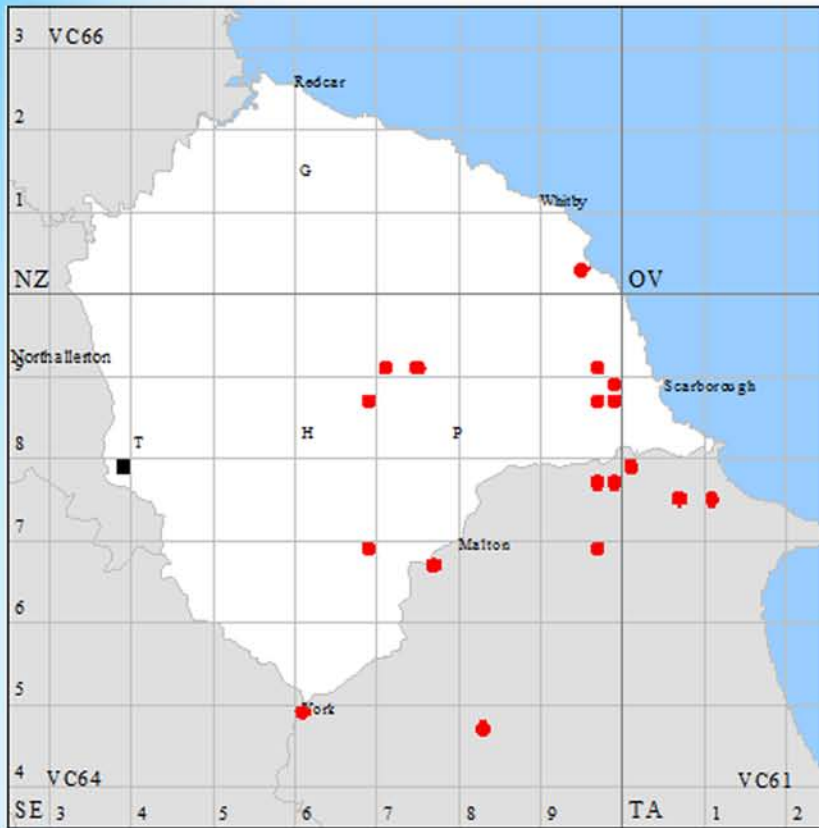 3 VC66
Redcar
2
G
1 Whitby
NZ OV
Northallerton
9
Scarborough
8 T H P
7 Malton
6
5 York
4 VC64 VC61
SE 3 4 5 6 7 8 9 TA 1 2